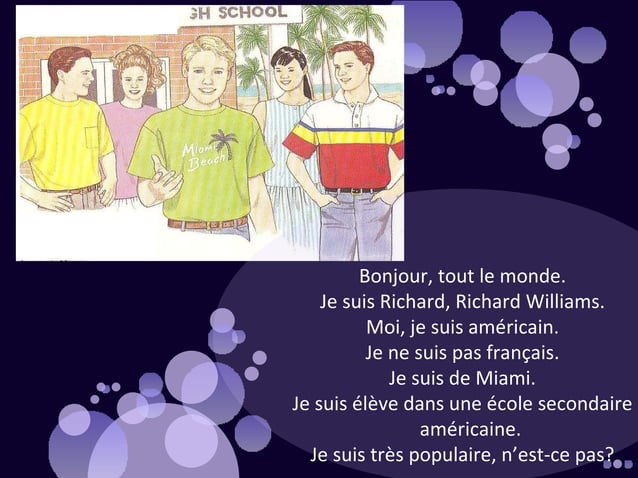 GH SCHOOL
Miami
Beach
Bonjour, tout le monde.
Je suis Richard, Richard Williams.
Moi, je suis américain.
Je ne suis pas français.
Je suis de Miami.
Je suis élève dans une école secondaire
américaine.
Je suis très populaire, n’est-ce pas?